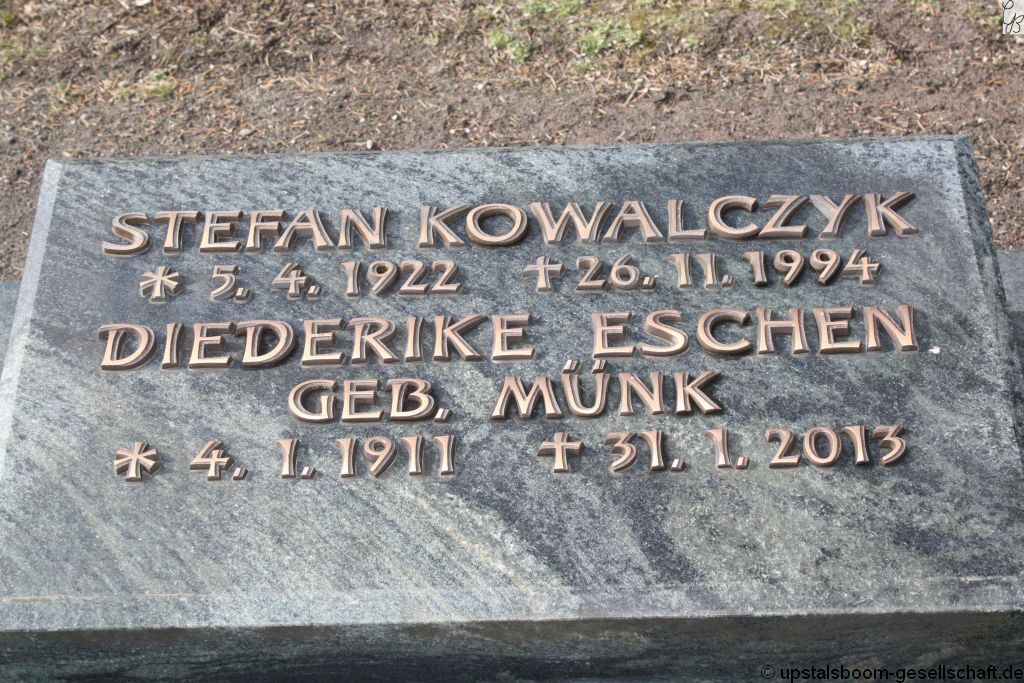 STEFAN KOWALCZYK
* 5. 4. 1922 † 26. 11. 1994
DIEDERIKE ESCHEN
GEB. MÜNK
* 4. 1. 1911 † 31. 1. 2013
© upstalsboom-gesellschaft.de